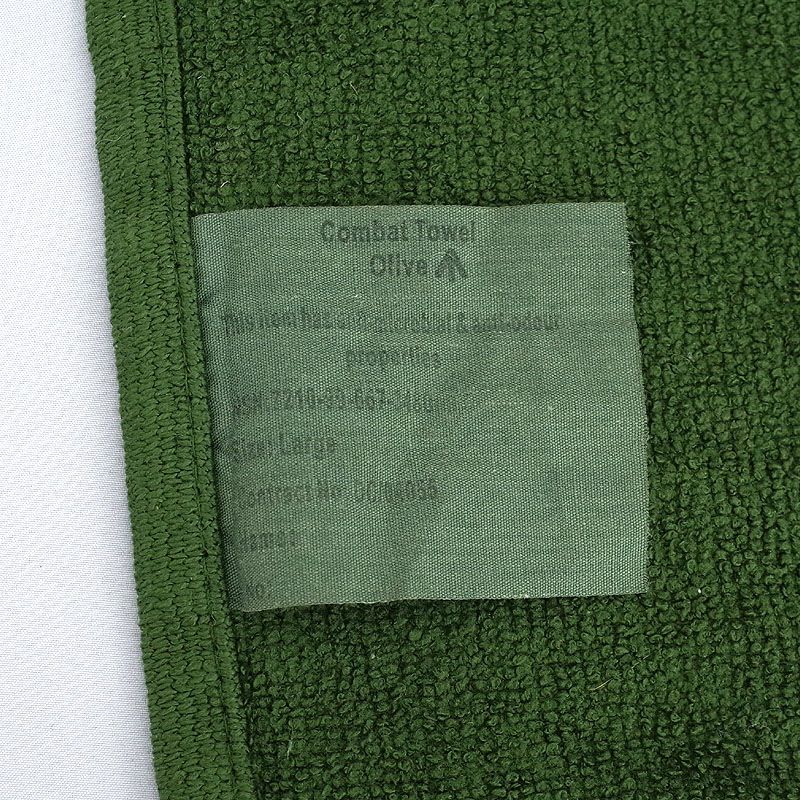 Combat Towel
Olive
This item has anti-microbial & anti-odour
properties
Size: Large
Contract No
Name:
No: